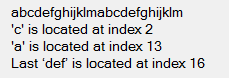 abcdefghijklmabcdefghijklm
'c' is located at index 2
'a' is located at index 13
Last ‘def’ is located at index 16